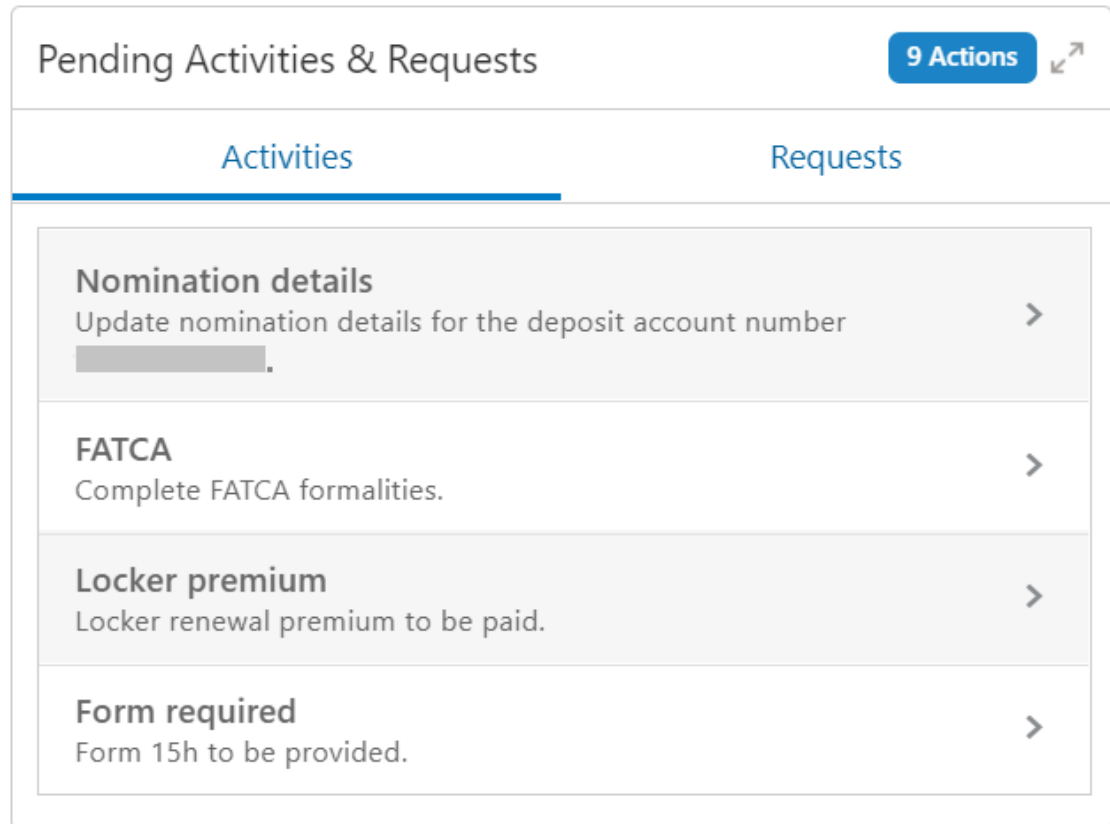 Pending Activities & Requests
9 Actions
Activities
Requests
Nomination details
Update nomination details for the deposit account number
.
FATCA
Complete FATCA formalities.
Locker premium
Locker renewal premium to be paid.
Form required
Form 15h to be provided.